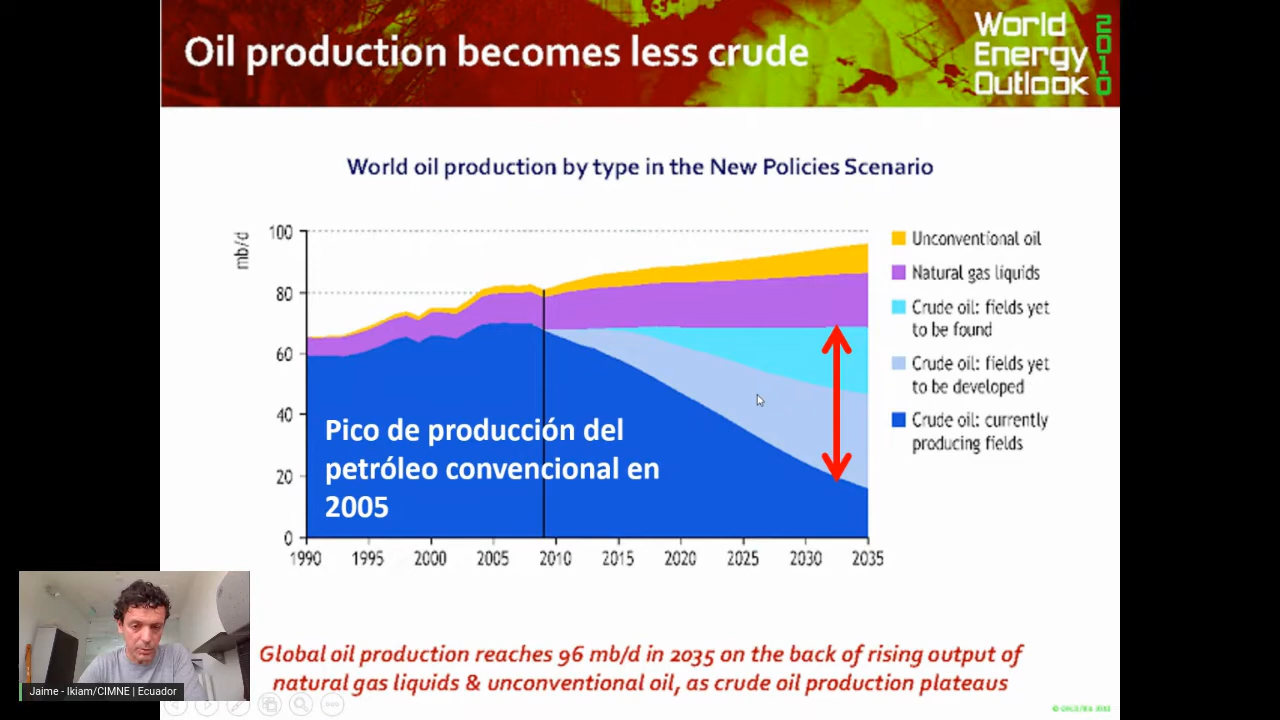 Oil production becomes less crude
World
Energy
Outlook
2010
World oil production by type in the New Policies Scenario
mb/d
100
80
60
40
20
0
1990 1995 2000 2005 2010 2015 2020 2025 2030 2035
Unconventional oil
Natural gas liquids
Crude oil: fields yet
to be found
Crude oil: fields yet
to be developed
Crude oil: currently
producing fields
Pico de producción del
petróleo convencional en
2005
Jaime - Ikiam/CIMNE | Ecuador
Global oil production reaches 96 mb/d in 2035 on the back of rising output of
natural gas liquids & unconventional oil, as crude oil production plateaus